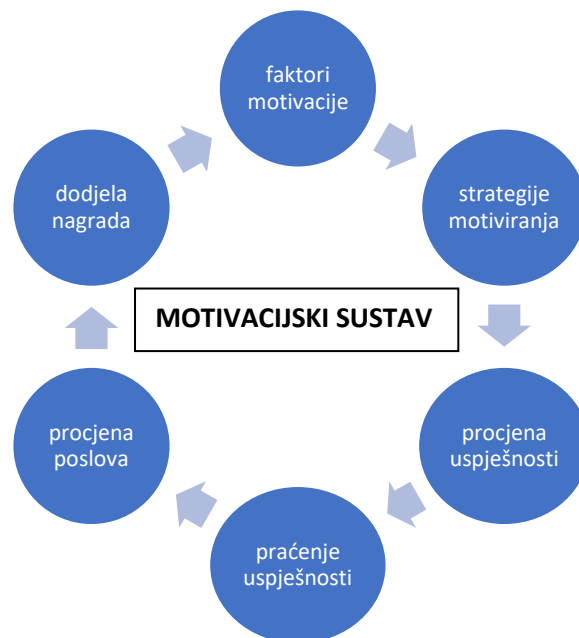 faktori
motivacije
strategije
motiviranja
procjena
uspješnosti
praćenje
uspješnosti
procjena
poslova
dodjela
nagrada
MOTIVACIJSKI SUSTAV